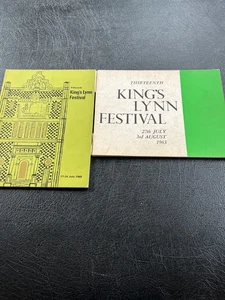 King's Lynn
Festival
THIRTEENTH
KING'S
LYNN
FESTIVAL
27th JULY
3rd AUGUST
1963